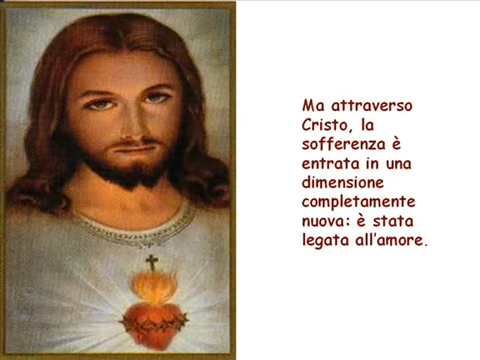 Ma attraverso
Cristo, la
sofferenza è
entrata in una
dimensione
completamente
nuova: è stata
legata all'amore.